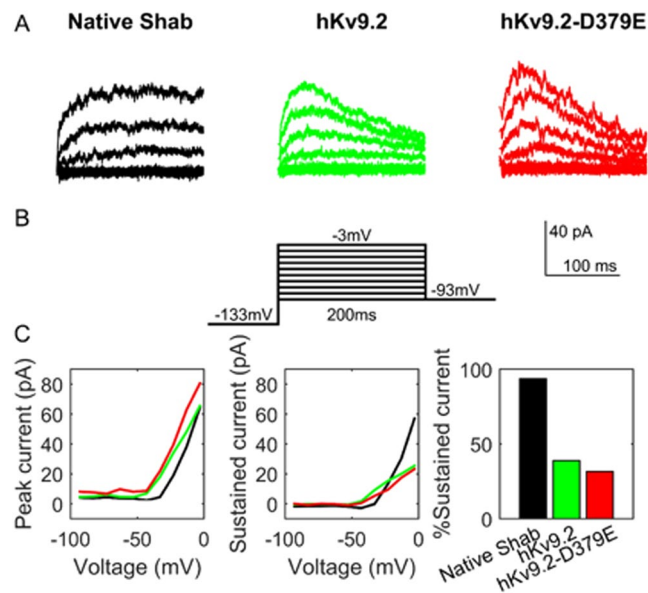 A
Native Shab
hKv9.2
hKv9.2-D379E
B
-3mV
-93mV
-133mV
200ms
40 pA
100 ms
C
Peak current (pA)
80
60
40
20
0
-100
-50
0
Voltage (mV)
Sustained current (pA)
80
60
40
20
0
-100
-50
0
Voltage (mV)
%Sustained current
100
50
0
Native Shab
hKv9.2
hKv9.2-D379E